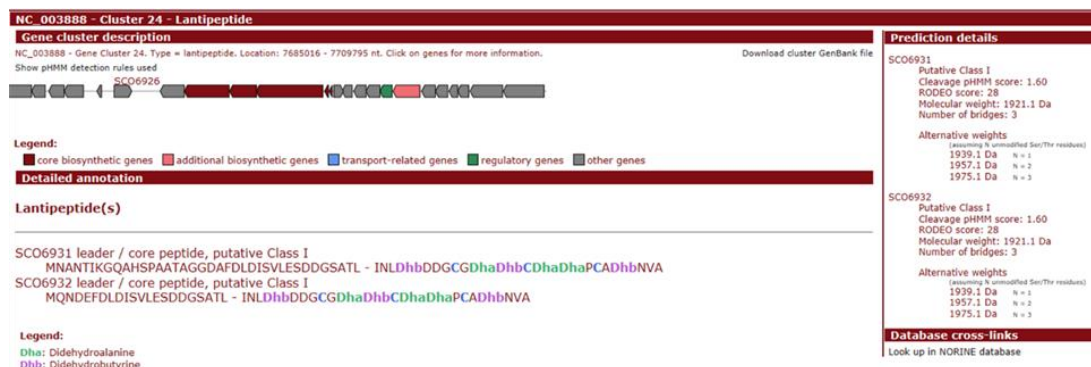 NC_003888 - Cluster 24 - Lantipeptide
Gene cluster description
NC_003888 - Gene Cluster 24. Type = lantipeptide. Location: 7685016 - 7709795 nt. Click on genes for more information.
Download cluster GenBank file
Show pHMM detection rules used
SCO6926
Legend:
core biosynthetic genes additional biosynthetic genes transport-related genes regulatory genes other genes
Detailed annotation
Lantipeptide(s)
SCO6931 leader / core peptide, putative Class I
MNANTIKGQAHSPAATAGGDAFDLDISVLESDDGSATL - INLDhbDDGCGDhaDhbCDhaDhaPCADhbNVA
SCO6932 leader / core peptide, putative Class I
MQNDEFDLDISVLESDDGSATL - INLDhbDDGCGDhaDhbCDhaDhaPCADhbNVA
Legend:
Dha: Didehydroalanine
Dhb: Didehydrobutyrine
Prediction details
SCO6931
Putative Class I
Cleavage pHMM score: 1.60
RODEO score: 28
Molecular weight: 1921.1 Da
Number of bridges: 3
Alternative weights
(assuming N unmodified Ser/Thr residues)
1939.1 Da N = 1
1957.1 Da N = 2
1975.1 Da N = 3
SCO6932
Putative Class I
Cleavage pHMM score: 1.60
RODEO score: 28
Molecular weight: 1921.1 Da
Number of bridges: 3
Alternative weights
(assuming N unmodified Ser/Thr residues)
1939.1 Da N = 1
1957.1 Da N = 2
1975.1 Da N = 3
Database cross-links
Look up in NORINE database